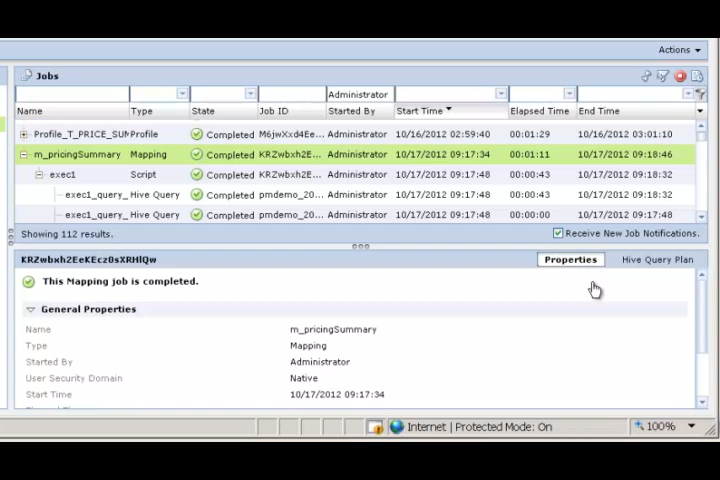 Actions
Jobs
Administrator
Name Type State Job ID Started By Start Time Elapsed Time End Time
Profile_T_PRICE_SUM Profile Completed M6jwXxd4Ee... Administrator 10/16/2012 02:59:40 00:01:29 10/16/2012 03:01:10
m_pricingSummary Mapping Completed KRZwbxh2E... Administrator 10/17/2012 09:17:34 00:01:11 10/17/2012 09:18:46
exec1 Script Completed KRZwbxh2E... Administrator 10/17/2012 09:17:48 00:00:43 10/17/2012 09:18:32
exec1_query_ Hive Query Completed pmdemo_20... Administrator 10/17/2012 09:17:48 00:00:43 10/17/2012 09:18:32
exec1_query_ Hive Query Completed pmdemo_20... Administrator 10/17/2012 09:17:48 00:00:00 10/17/2012 09:17:48
Showing 112 results. Receive New Job Notifications.
KRZwbxh2EeKEcz0sXRHlQw Properties Hive Query Plan
This Mapping job is completed.
General Properties
Name m_pricingSummary
Type Mapping
Started By Administrator
User Security Domain Native
Start Time 10/17/2012 09:17:34
Internet | Protected Mode: On 100%